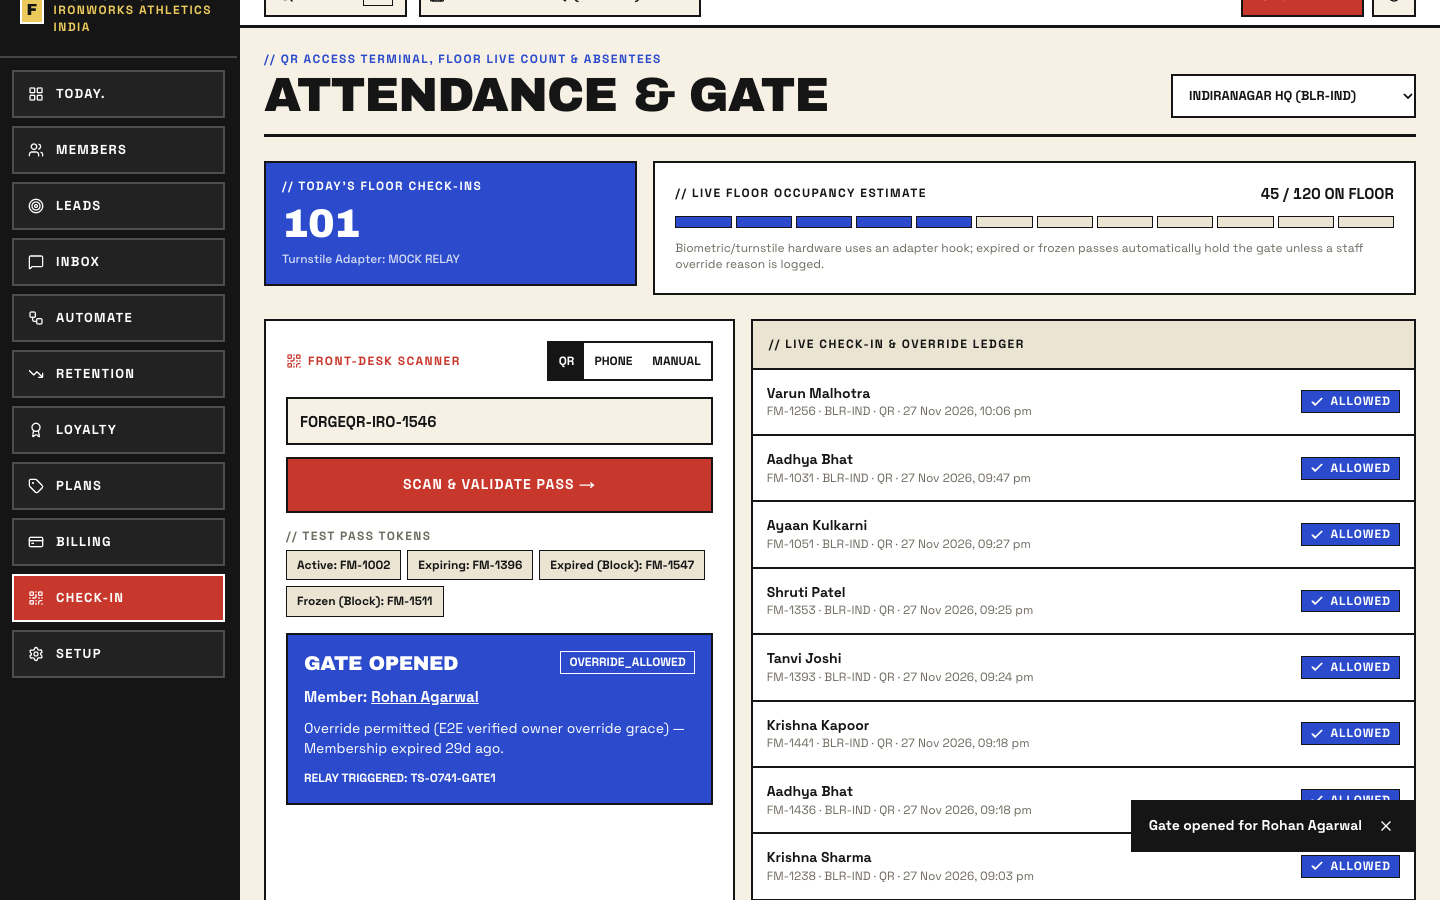 F
IRONWORKS ATHLETICS
INDIA
TODAY.
MEMBERS
LEADS
INBOX
AUTOMATE
RETENTION
LOYALTY
PLANS
BILLING
CHECK-IN
SETUP
// QR ACCESS TERMINAL, FLOOR LIVE COUNT & ABSENTEES
ATTENDANCE & GATE
INDIRANAGAR HQ (BLR-IND)
// TODAY'S FLOOR CHECK-INS
101
Turnstile Adapter: MOCK RELAY
// LIVE FLOOR OCCUPANCY ESTIMATE
45 / 120 ON FLOOR
Biometric/turnstile hardware uses an adapter hook; expired or frozen passes automatically hold the gate unless a staff
override reason is logged.
FRONT-DESK SCANNER
QR PHONE MANUAL
FORGEQR-IRO-1546
SCAN & VALIDATE PASS →
// TEST PASS TOKENS
Active: FM-1002 Expiring: FM-1396 Expired (Block): FM-1547
Frozen (Block): FM-1511
GATE OPENED
OVERRIDE_ALLOWED
Member: Rohan Agarwal
Override permitted (E2E verified owner override grace) —
Membership expired 29d ago.
RELAY TRIGGERED: TS-0741-GATE1
// LIVE CHECK-IN & OVERRIDE LEDGER
Varun Malhotra
FM-1256 · BLR-IND · QR · 27 Nov 2026, 10:06 pm
ALLOWED
Aadhya Bhat
FM-1031 · BLR-IND · QR · 27 Nov 2026, 09:47 pm
ALLOWED
Ayaan Kulkarni
FM-1051 · BLR-IND · QR · 27 Nov 2026, 09:27 pm
ALLOWED
Shruti Patel
FM-1353 · BLR-IND · QR · 27 Nov 2026, 09:25 pm
ALLOWED
Tanvi Joshi
FM-1393 · BLR-IND · QR · 27 Nov 2026, 09:24 pm
ALLOWED
Krishna Kapoor
FM-1441 · BLR-IND · QR · 27 Nov 2026, 09:18 pm
ALLOWED
Aadhya Bhat
FM-1436 · BLR-IND · QR · 27 Nov 2026, 09:18 pm
Gate opened for Rohan Agarwal
Krishna Sharma
FM-1238 · BLR-IND · QR · 27 Nov 2026, 09:03 pm
ALLOWED